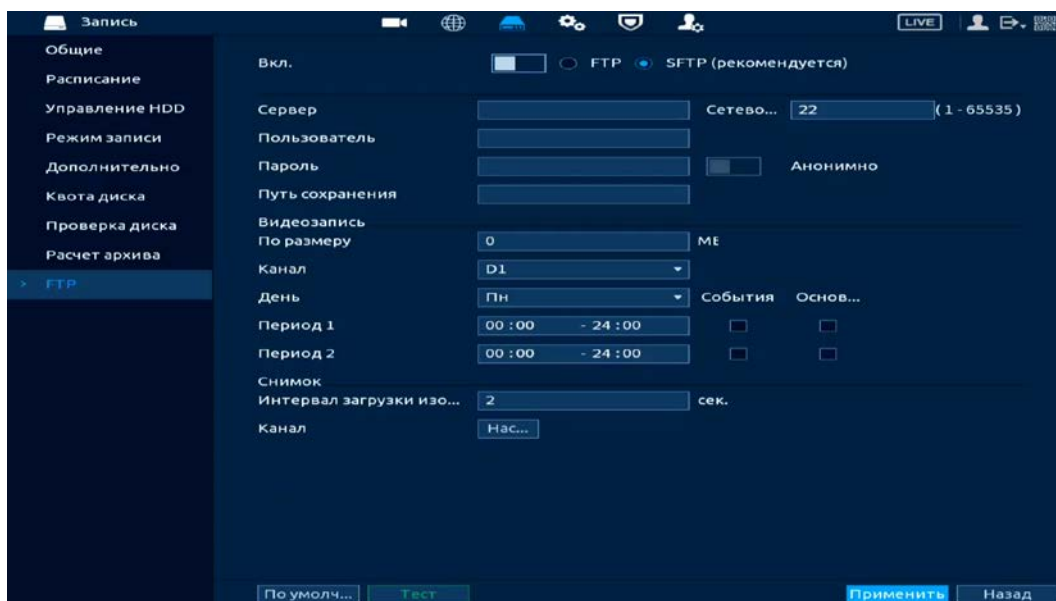 Запись LIVE
Общие
Расписание
Управление HDD
Режим записи
Дополнительно
Квота диска
Проверка диска
Расчет архива
> FTP
Вкл. FTP SFTP (рекомендуется)
Сервер Сетево... 22 (1 - 65535)
Пользователь
Пароль Анонимно
Путь сохранения
Видеозапись
По размеру 0 МБ
Канал D1
День Пн События Основ...
Период 1 00 :00 - 24 :00
Период 2 00 :00 - 24 :00
Снимок
Интервал загрузки изо... 2 сек.
Канал Нас...
По умолч... Тест Применить Назад